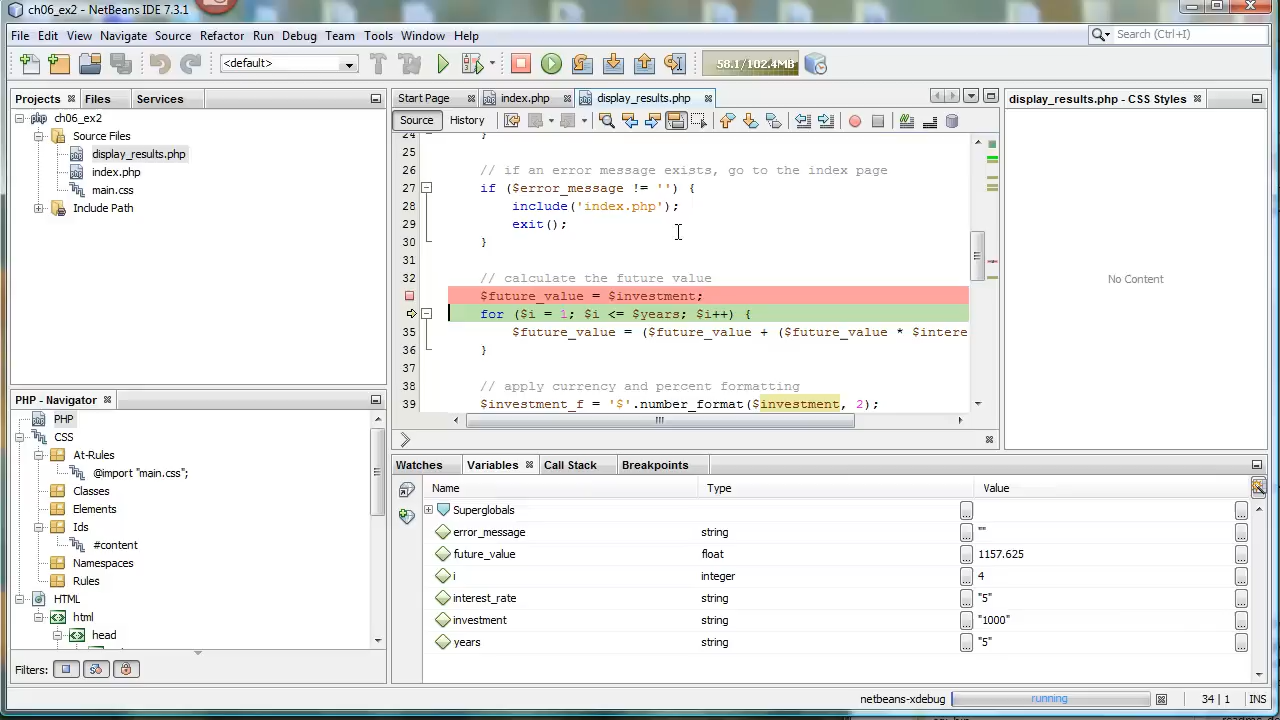 ch06_ex2 - NetBeans IDE 7.3.1
File Edit View Navigate Source Refactor Run Debug Team Tools Window Help
Search (Ctrl+I)
<default>
58.1/102.4MB
Projects Files Services
Start Page index.php display_results.php
display_results.php - CSS Styles
ch06_ex2
Source Files
display_results.php
index.php
main.css
Include Path
Source History
24 }
25
26 // if an error message exists, go to the index page
27 if ($error_message != '') {
28 include('index.php');
29 exit();
30 }
31
32 // calculate the future value
$future_value = $investment;
for ($i = 1; $i <= $years; $i++) {
35 $future_value = ($future_value + ($future_value * $intere
36 }
37
38 // apply currency and percent formatting
39 $investment_f = '$'.number_format($investment, 2);
No Content
PHP - Navigator
PHP
CSS
At-Rules
@import "main.css";
Classes
Elements
Ids
#content
Namespaces
Rules
HTML
html
head
Filters:
Watches Variables Call Stack Breakpoints
Name Type Value
Superglobals
error_message string ""
future_value float 1157.625
i integer 4
interest_rate string "5"
investment string "1000"
years string "5"
netbeans-xdebug running 34 | 1 INS